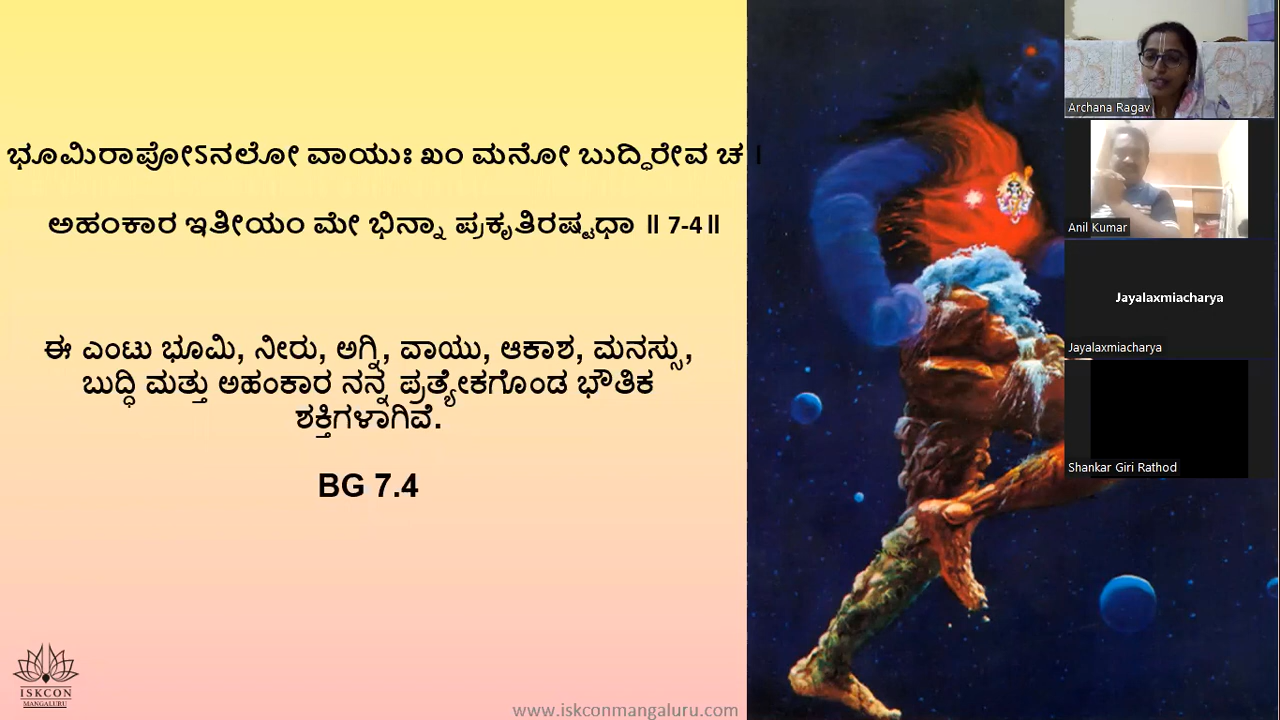 ಭೂಮಿರಾಪೋಽನಲೋ ವಾಯುಃ ಖಂ ಮನೋ ಬುದ್ಧಿರೇವ ಚ ।
ಅಹಂಕಾರ ಇತೀಯಂ ಮೇ ಭಿನ್ನಾ ಪ್ರಕೃತಿರಷ್ಟಧಾ ॥ 7-4 ॥
ಈ ಎಂಟು ಭೂಮಿ, ನೀರು, ಅಗ್ನಿ, ವಾಯು, ಆಕಾಶ, ಮನಸ್ಸು,
ಬುದ್ಧಿ ಮತ್ತು ಅಹಂಕಾರ ನನ್ನ ಪ್ರತ್ಯೇಕಗೊಂಡ ಭೌತಿಕ
ಶಕ್ತಿಗಳಾಗಿವೆ.
BG 7.4
ISKCON
MANGALURU
www.iskconmangaluru.com
Archana Ragav
Anil Kumar
Jayalaxmiacharya
Jayalaxmiacharya
Shankar Giri Rathod